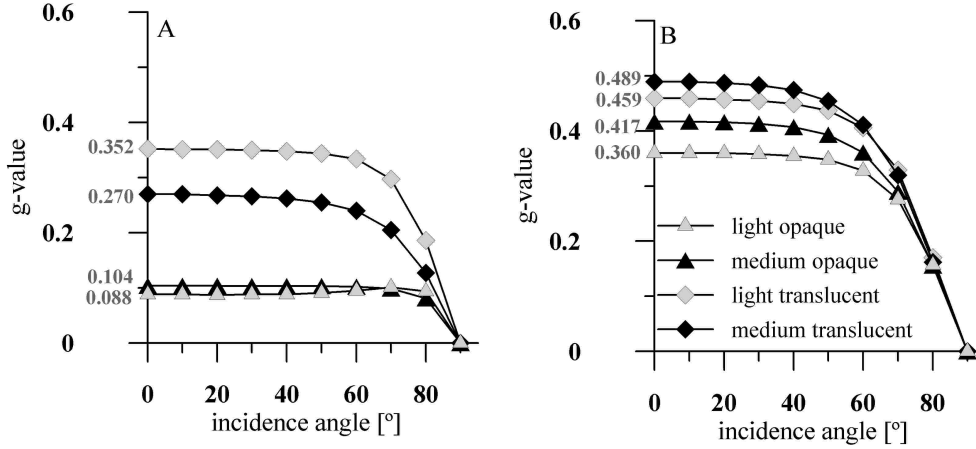 A
0.6
0.4
0.352
0.270
0.2
0.104
0.088
0
g-value
0 20 40 60 80
incidence angle [º]
B
0.6
0.489
0.459
0.417
0.4
0.360
0.2
0
g-value
light opaque
medium opaque
light translucent
medium translucent
0 20 40 60 80
incidence angle [º]